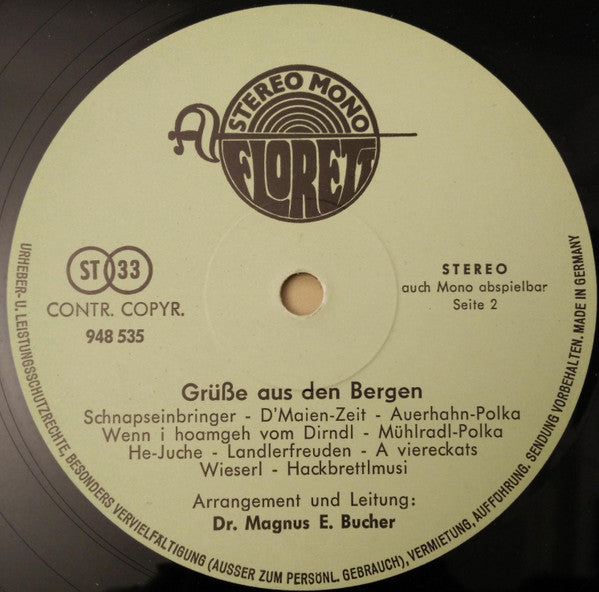 STEREO MONO
FLORETT
ST 33
CONTR. COPYR.
948 535
STEREO
auch Mono abspielbar
Seite 2
Grüße aus den Bergen
Schnapseinbringer - D'Maien-Zeit - Auerhahn-Polka
Wenn i hoamgeh vom Dirndl - Mühlradl-Polka
He-Juche - Landlerfreuden - A viereckats
Wieserl - Hackbrettlmusi
Arrangement und Leitung:
Dr. Magnus E. Bucher
URHEBER- U. LEISTUNGSSCHUTZRECHTE, BESONDERS VERVIELFÄLTIGUNG (AUSSER ZUM PERSÖNL. GEBRAUCH), VERMIETUNG, AUFFÜHRUNG. SENDUNG VORBEHALTEN. MADE IN GERMANY